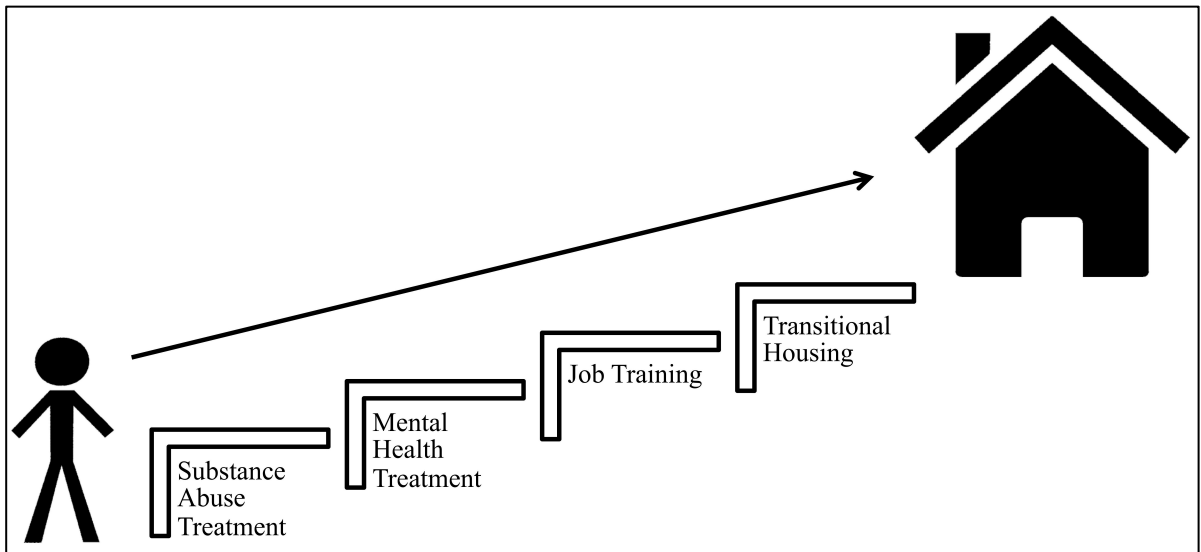 Substance
Abuse
Treatment
Mental
Health
Treatment
Job Training
Transitional
Housing